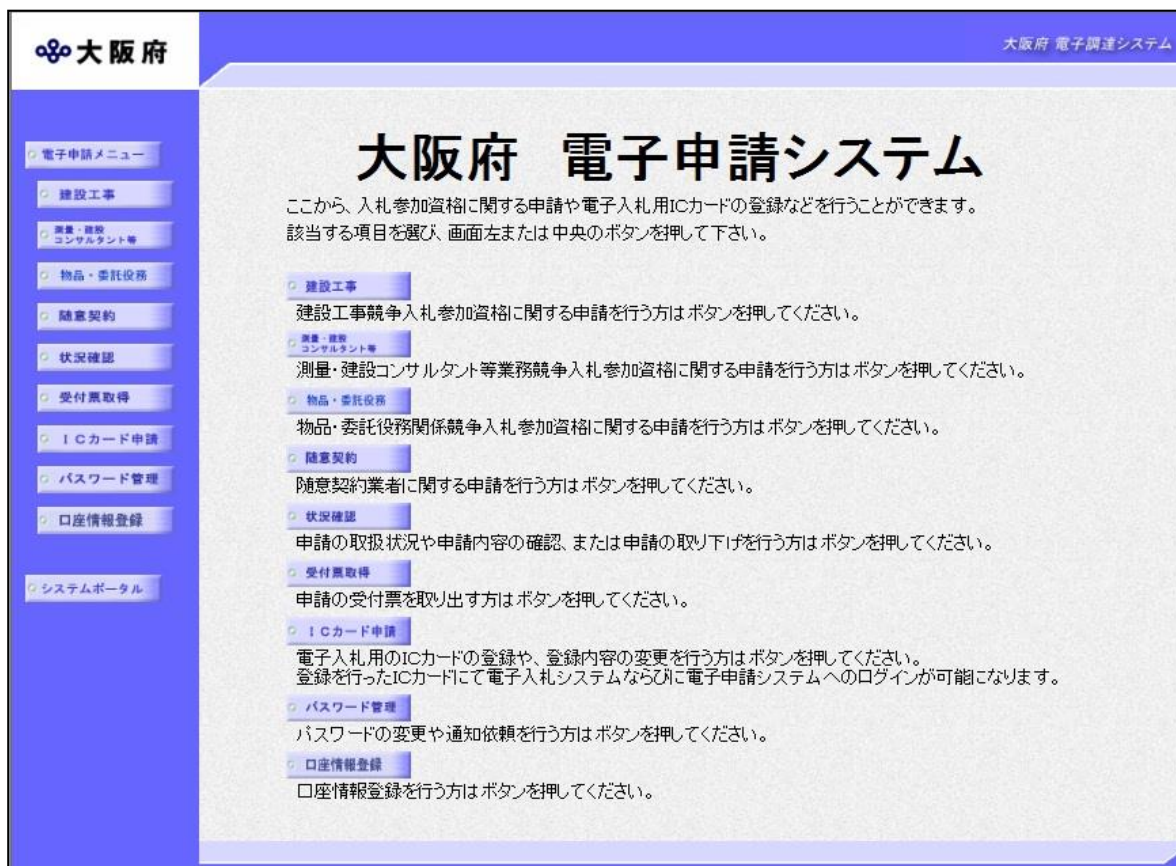 大阪府
大阪府 電子調達システム
電子申請メニュー
建設工事
測量・建設
コンサルタント等
物品・委託役務
随意契約
状況確認
受付票取得
ICカード申請
パスワード管理
口座情報登録
システムポータル
大阪府 電子申請システム
ここから、入札参加資格に関する申請や電子入札用ICカードの登録などを行うことができます。
該当する項目を選び、画面左または中央のボタンを押して下さい。
建設工事
建設工事競争入札参加資格に関する申請を行う方はボタンを押してください。
測量・建設
コンサルタント等
測量・建設コンサルタント等業務競争入札参加資格に関する申請を行う方はボタンを押してください。
物品・委託役務
物品・委託役務関係競争入札参加資格に関する申請を行う方はボタンを押してください。
随意契約
随意契約業者に関する申請を行う方はボタンを押してください。
状況確認
申請の取扱状況や申請内容の確認、または申請の取り下げを行う方はボタンを押してください。
受付票取得
申請の受付票を取り出す方はボタンを押してください。
ICカード申請
電子入札用のICカードの登録や、登録内容の変更を行う方はボタンを押してください。
登録を行ったICカードにて電子入札システムならびに電子申請システムへのログインが可能になります。
パスワード管理
パスワードの変更や通知依頼を行う方はボタンを押してください。
口座情報登録
口座情報登録を行う方はボタンを押してください。